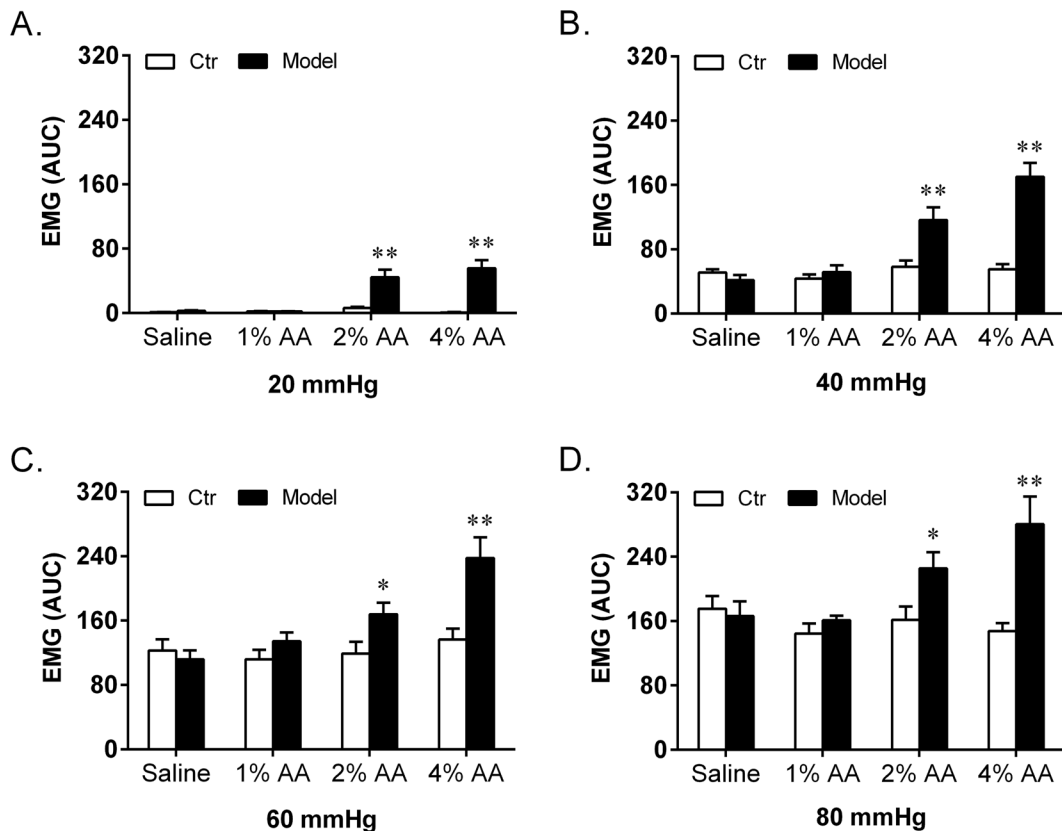 A.
320
Ctr Model
240
EMG (AUC)
160
** **
80
0
Saline 1% AA 2% AA 4% AA
20 mmHg
B.
320
Ctr Model
240
EMG (AUC)
160
** **
80
0
Saline 1% AA 2% AA 4% AA
40 mmHg
C.
320
Ctr Model
240
EMG (AUC)
160
* **
80
0
Saline 1% AA 2% AA 4% AA
60 mmHg
D.
320
Ctr Model
240
EMG (AUC)
160
* **
80
0
Saline 1% AA 2% AA 4% AA
80 mmHg